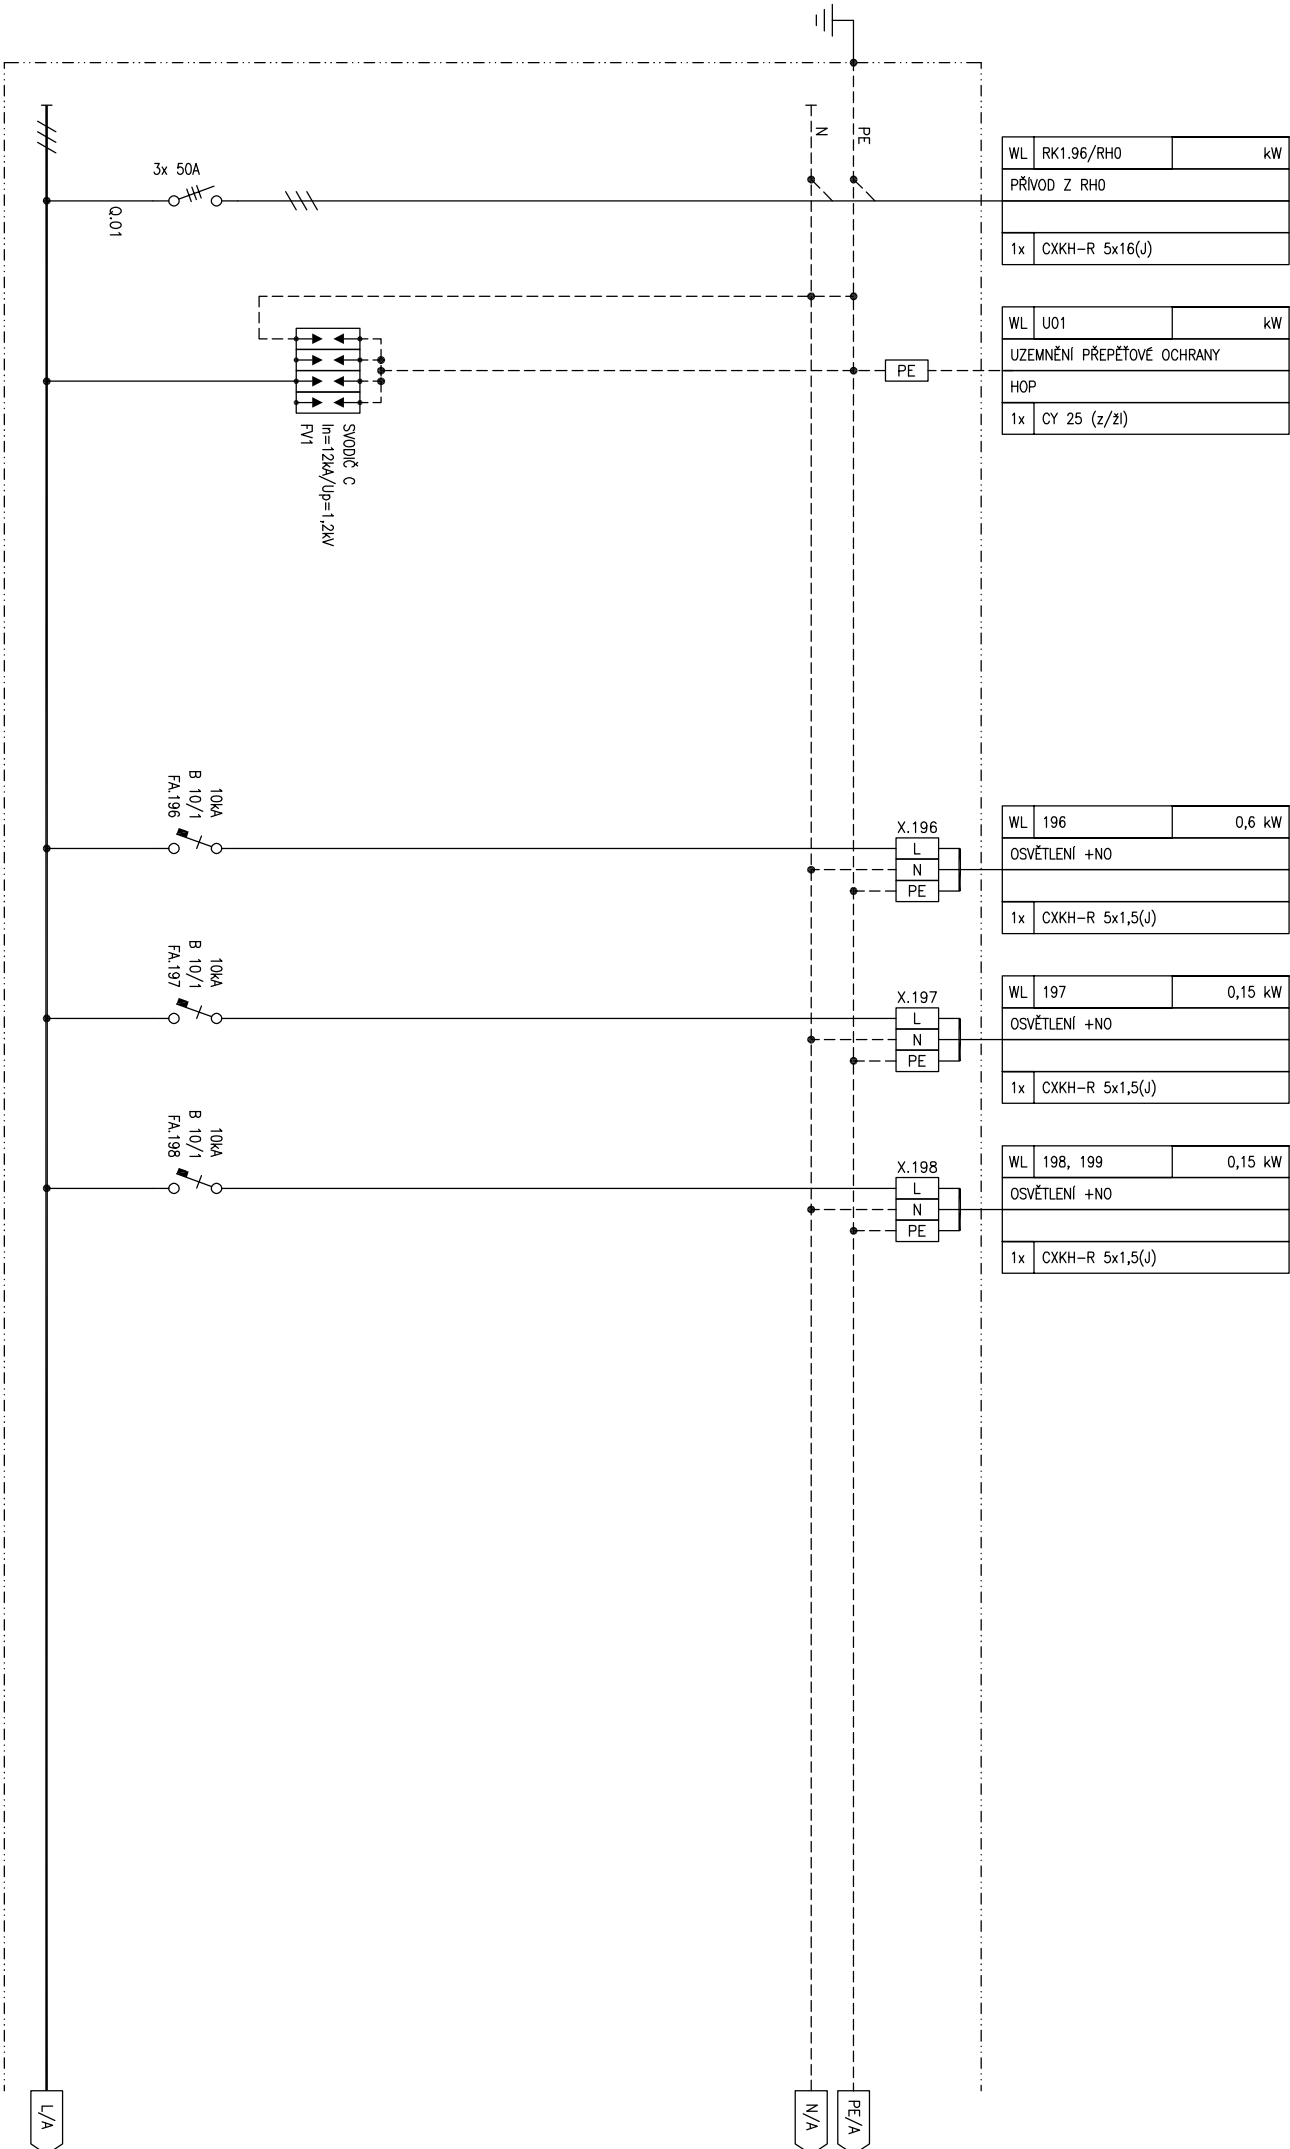 N
PE
WL RK1.96/RH0 kW
PŘÍVOD Z RH0
1x CXKH-R 5x16(J)
3x 50A
Q.01
WL U01 kW
UZEMNĚNÍ PŘEPĚŤOVÉ OCHRANY
HOP
1x CY 25 (z/žl)
PE
SVODIČ C
In=12kA/Up=1,2kV
FV1
10kA
B 10/1
FA.196
X.196
L
N
PE
WL 196 0,6 kW
OSVĚTLENÍ +NO
1x CXKH-R 5x1,5(J)
10kA
B 10/1
FA.197
X.197
L
N
PE
WL 197 0,15 kW
OSVĚTLENÍ +NO
1x CXKH-R 5x1,5(J)
10kA
B 10/1
FA.198
X.198
L
N
PE
WL 198, 199 0,15 kW
OSVĚTLENÍ +NO
1x CXKH-R 5x1,5(J)
L/A
N/A
PE/A